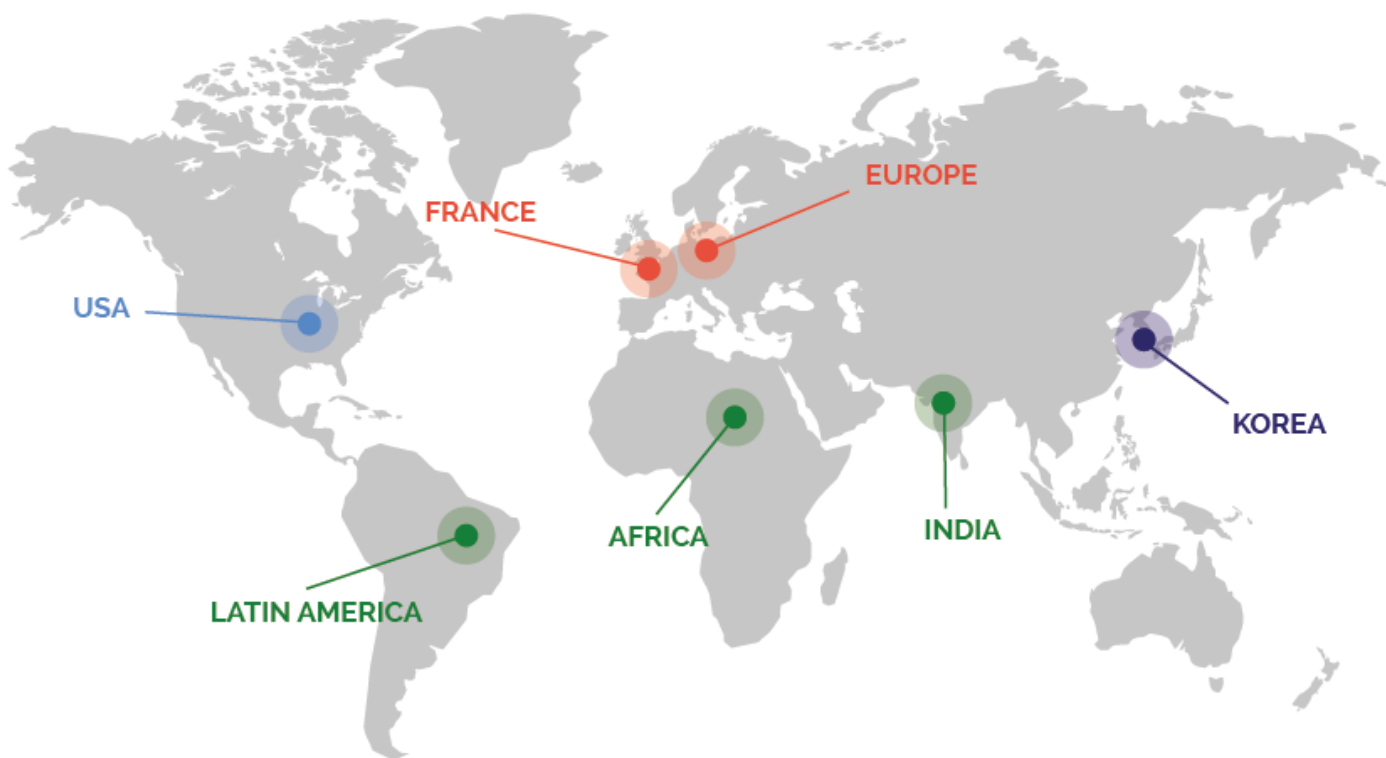 EUROPE
FRANCE
USA
KOREA
INDIA
AFRICA
LATIN AMERICA